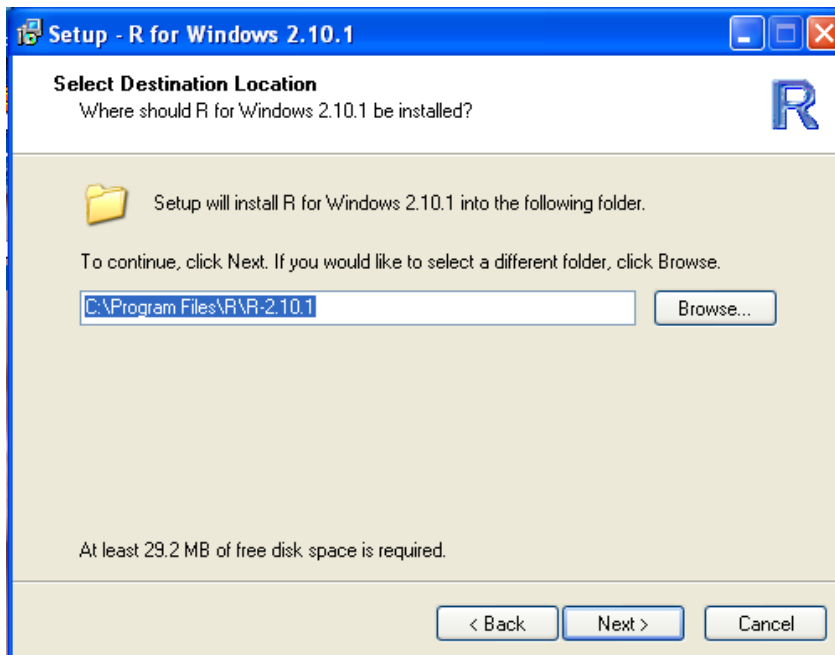 Setup - R for Windows 2.10.1
Select Destination Location
Where should R for Windows 2.10.1 be installed?
R
Setup will install R for Windows 2.10.1 into the following folder.
To continue, click Next. If you would like to select a different folder, click Browse.
C:\Program Files\R\R-2.10.1
Browse...
At least 29.2 MB of free disk space is required.
< Back
Next >
Cancel